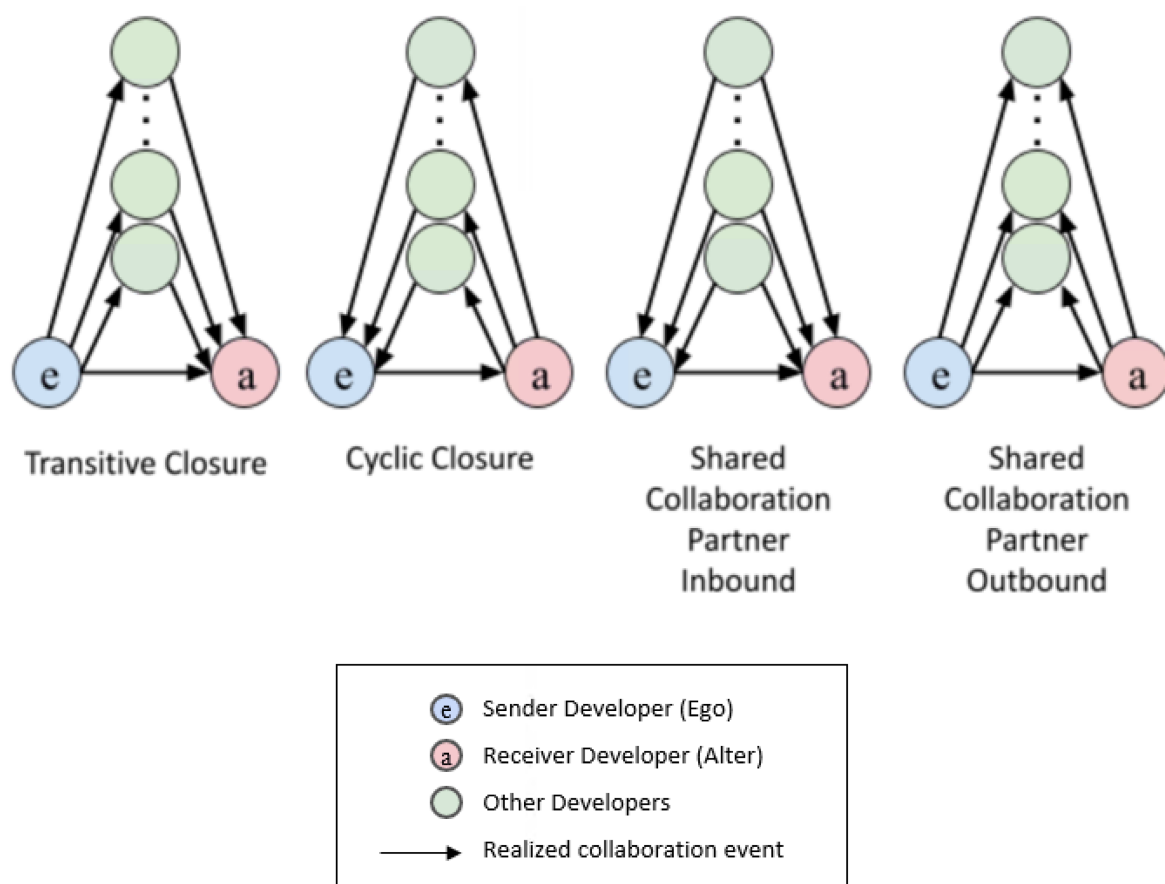 e a e a e a e a
Transitive Closure
Cyclic Closure
Shared
Collaboration
Partner
Inbound
Shared
Collaboration
Partner
Outbound
e Sender Developer (Ego)
a Receiver Developer (Alter)
Other Developers
Realized collaboration event